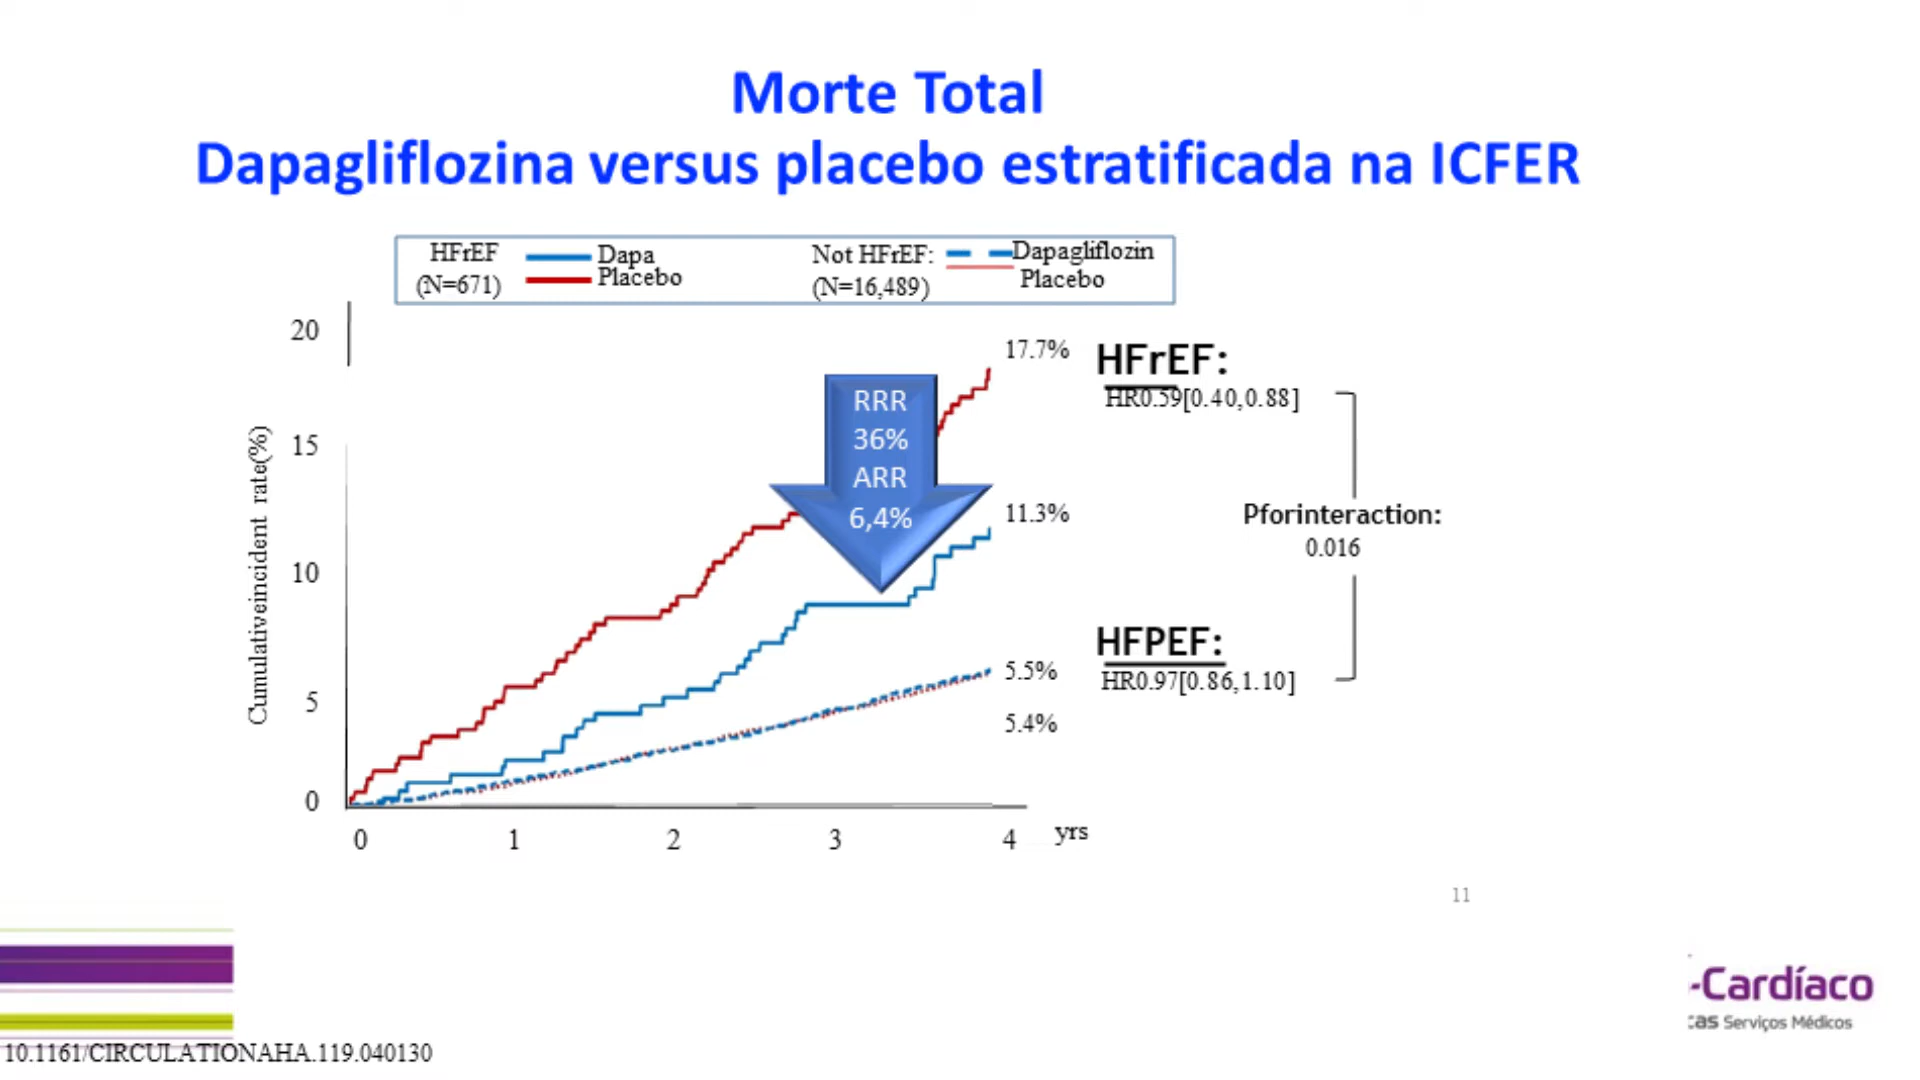 Morte Total
Dapagliflozina versus placebo estratificada na ICFER
HFrEF
(N=671)
Dapa
Placebo
Not HFrEF:
(N=16,489)
Dapagliflozin
Placebo
Cumulativeincident rate(%)
20
15
10
5
0
0 1 2 3 4 yrs
RRR
36%
ARR
6,4%
17.7%
11.3%
5.5%
5.4%
HFrEF:
HR0.59[0.40,0.88]
Pforinteraction:
0.016
HFPEF:
HR0.97[0.86,1.10]
11
-Cardíaco
cas Serviços Médicos
10.1161/CIRCULATIONAHA.119.040130